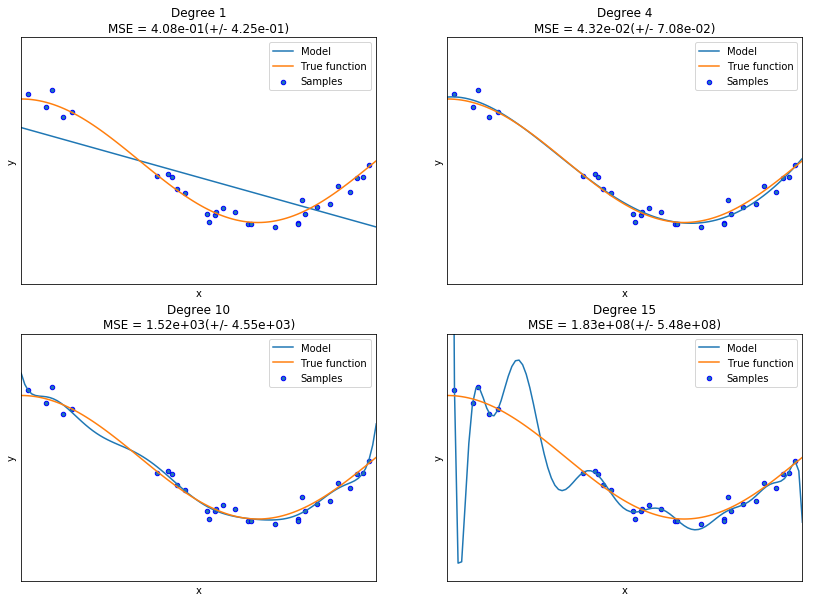 Degree 1
MSE = 4.08e-01(+/- 4.25e-01)
Model
True function
Samples
y
x
Degree 4
MSE = 4.32e-02(+/- 7.08e-02)
Model
True function
Samples
y
x
Degree 10
MSE = 1.52e+03(+/- 4.55e+03)
Model
True function
Samples
y
x
Degree 15
MSE = 1.83e+08(+/- 5.48e+08)
Model
True function
Samples
y
x